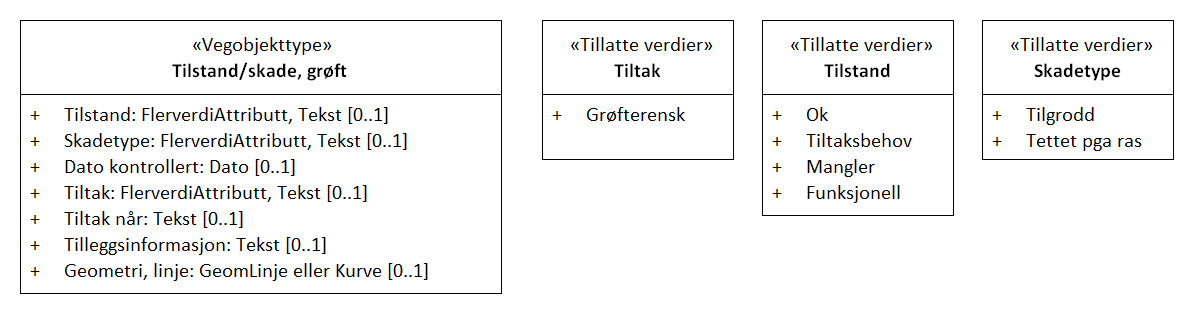 «Vegobjekttype»
Tilstand/skade, grøft
+ Tilstand: FlerverdiAttributt, Tekst [0..1]
+ Skadetype: FlerverdiAttributt, Tekst [0..1]
+ Dato kontrollert: Dato [0..1]
+ Tiltak: FlerverdiAttributt, Tekst [0..1]
+ Tiltak når: Tekst [0..1]
+ Tilleggsinformasjon: Tekst [0..1]
+ Geometri, linje: GeomLinje eller Kurve [0..1]
«Tillatte verdier»
Tiltak
+ Grøfterensk
«Tillatte verdier»
Tilstand
+ Ok
+ Tiltaksbehov
+ Mangler
+ Funksjonell
«Tillatte verdier»
Skadetype
+ Tilgrodd
+ Tettet pga ras